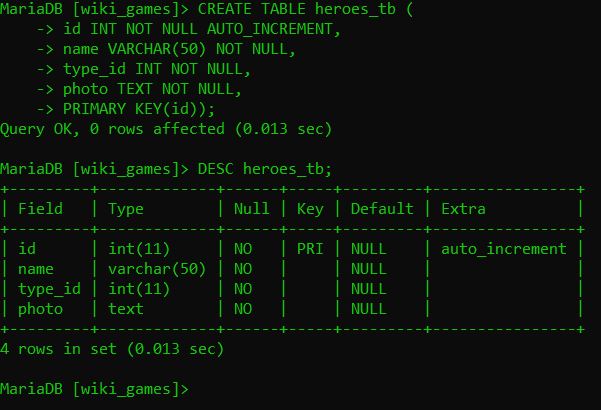 MariaDB [wiki_games]> CREATE TABLE heroes_tb (
    -> id INT NOT NULL AUTO_INCREMENT,
    -> name VARCHAR(50) NOT NULL,
    -> type_id INT NOT NULL,
    -> photo TEXT NOT NULL,
    -> PRIMARY KEY(id));
Query OK, 0 rows affected (0.013 sec)

MariaDB [wiki_games]> DESC heroes_tb;
+---------+-------------+------+-----+---------+----------------+
| Field   | Type        | Null | Key | Default | Extra          |
+---------+-------------+------+-----+---------+----------------+
| id      | int(11)     | NO   | PRI | NULL    | auto_increment |
| name    | varchar(50) | NO   |     | NULL    |                |
| type_id | int(11)     | NO   |     | NULL    |                |
| photo   | text        | NO   |     | NULL    |                |
+---------+-------------+------+-----+---------+----------------+
4 rows in set (0.013 sec)

MariaDB [wiki_games]>